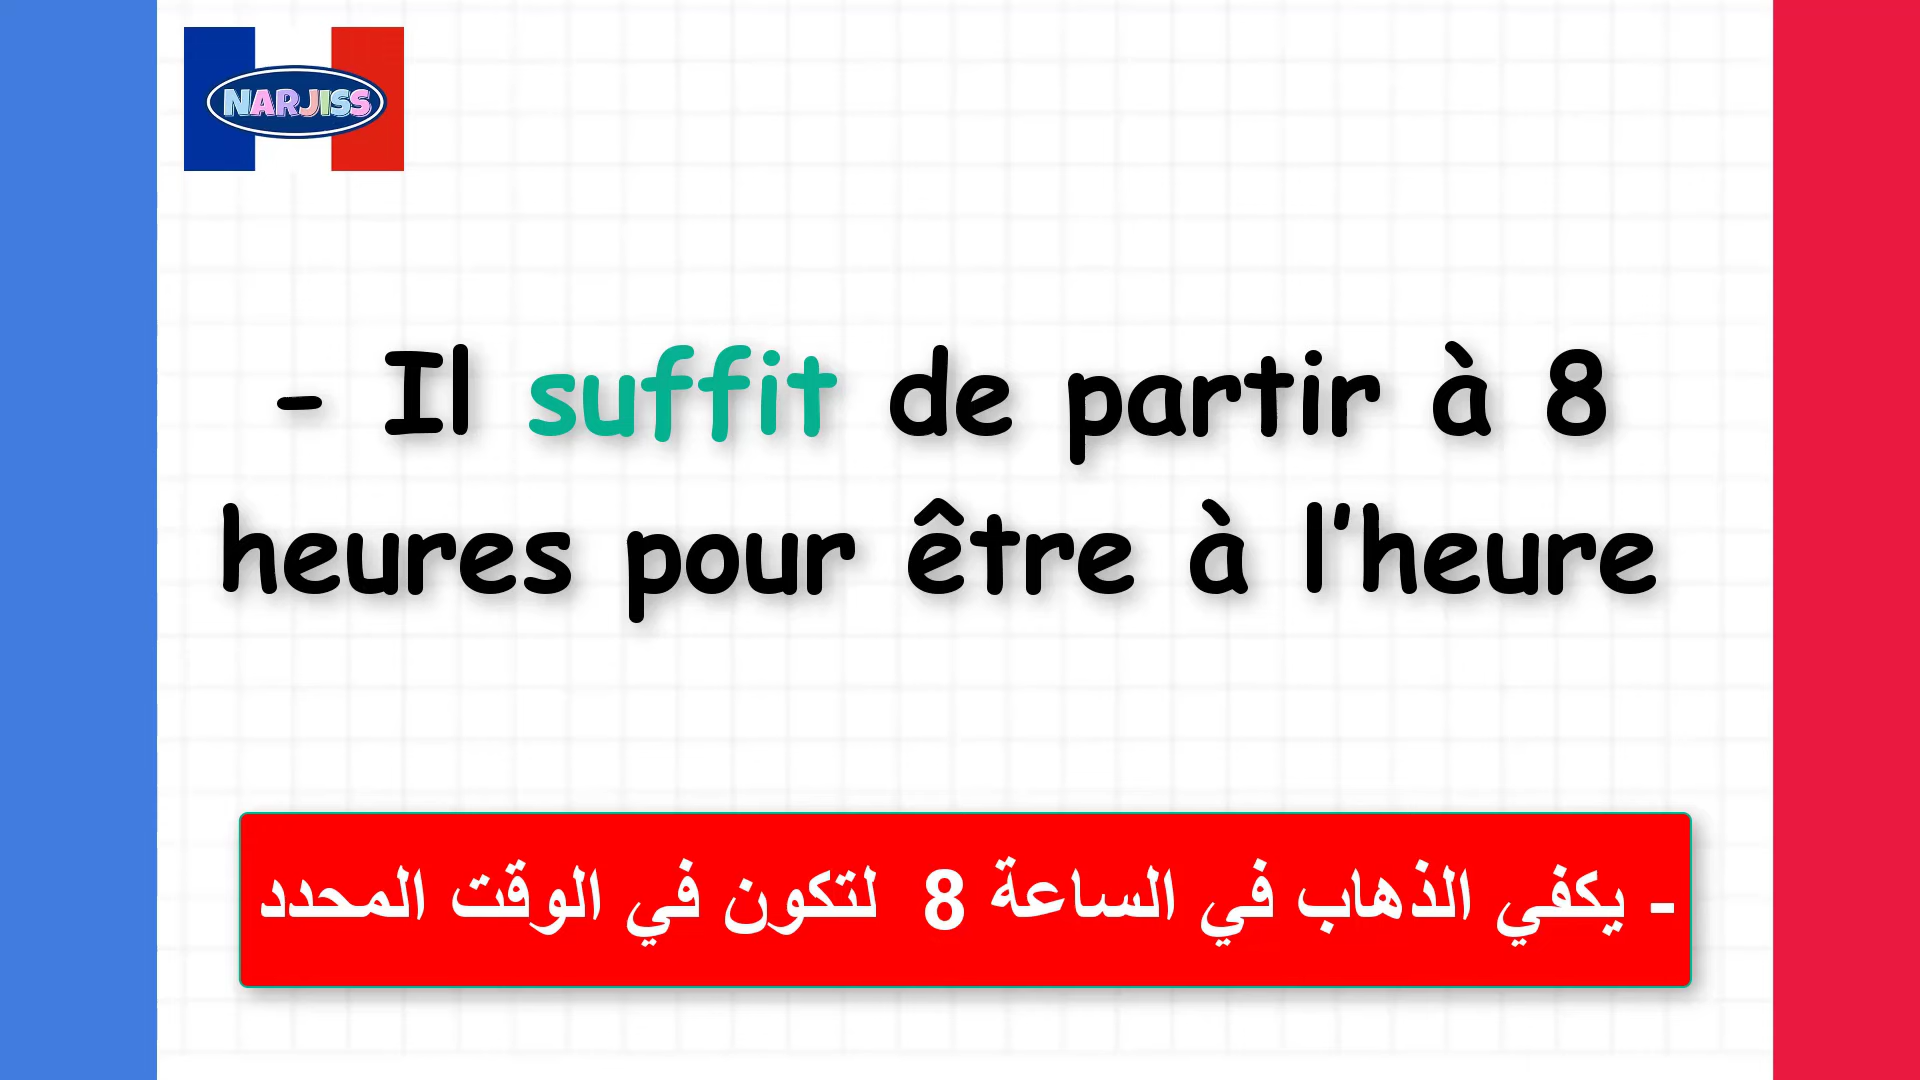 NARJISS
- Il suffit de partir à 8
heures pour être à l'heure
- يكفي الذهاب في الساعة 8 لتكون في الوقت المحدد